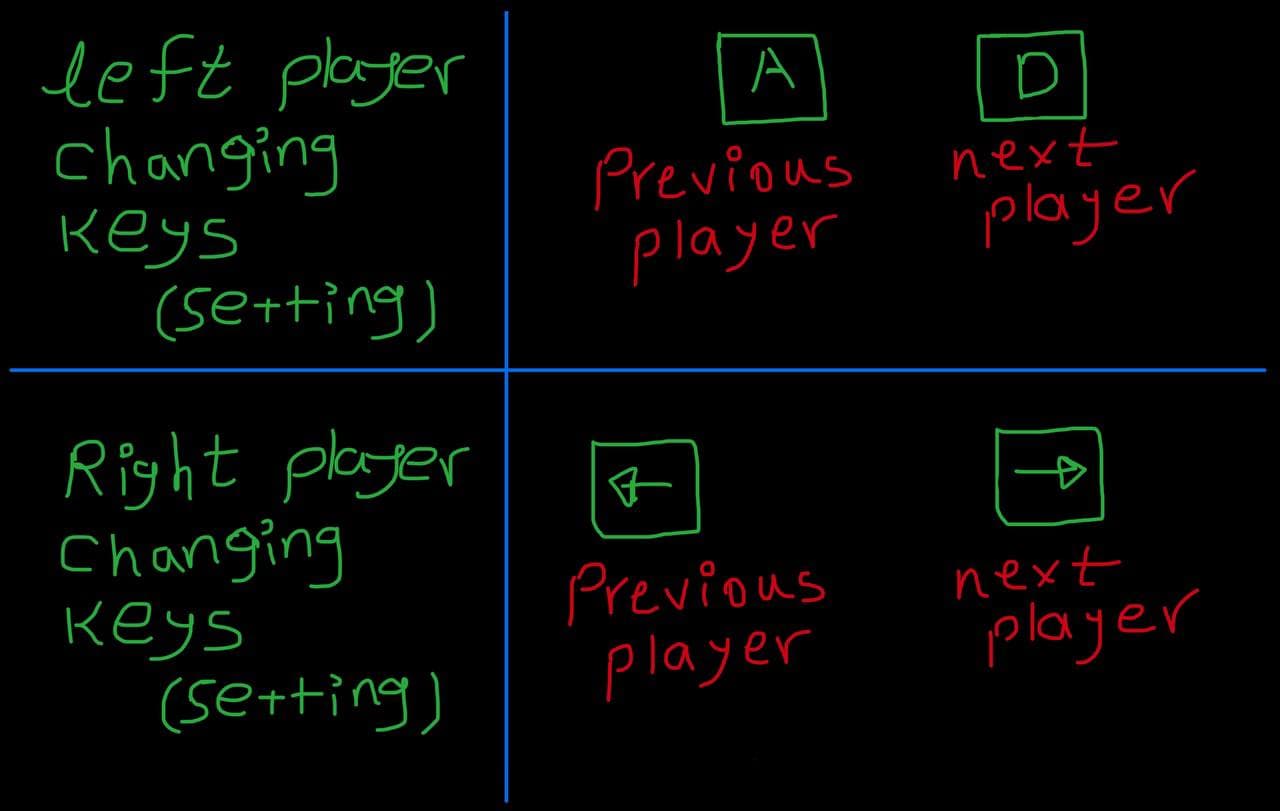 left player
changing
keys
(setting)
A
Previous
player
D
next
player
Right player
changing
keys
(setting)
←
Previous
player
→
next
player